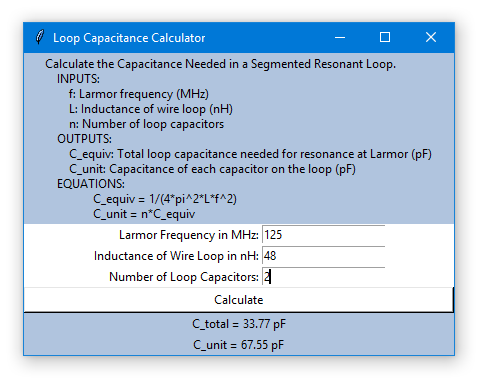 Loop Capacitance Calculator
Calculate the Capacitance Needed in a Segmented Resonant Loop.
INPUTS:
f: Larmor frequency (MHz)
L: Inductance of wire loop (nH)
n: Number of loop capacitors
OUTPUTS:
C_equiv: Total loop capacitance needed for resonance at Larmor (pF)
C_unit: Capacitance of each capacitor on the loop (pF)
EQUATIONS:
C_equiv = 1/(4*pi^2*L*f^2)
C_unit = n*C_equiv
Larmor Frequency in MHz: 125
Inductance of Wire Loop in nH: 48
Number of Loop Capacitors: 2
Calculate
C_total = 33.77 pF
C_unit = 67.55 pF